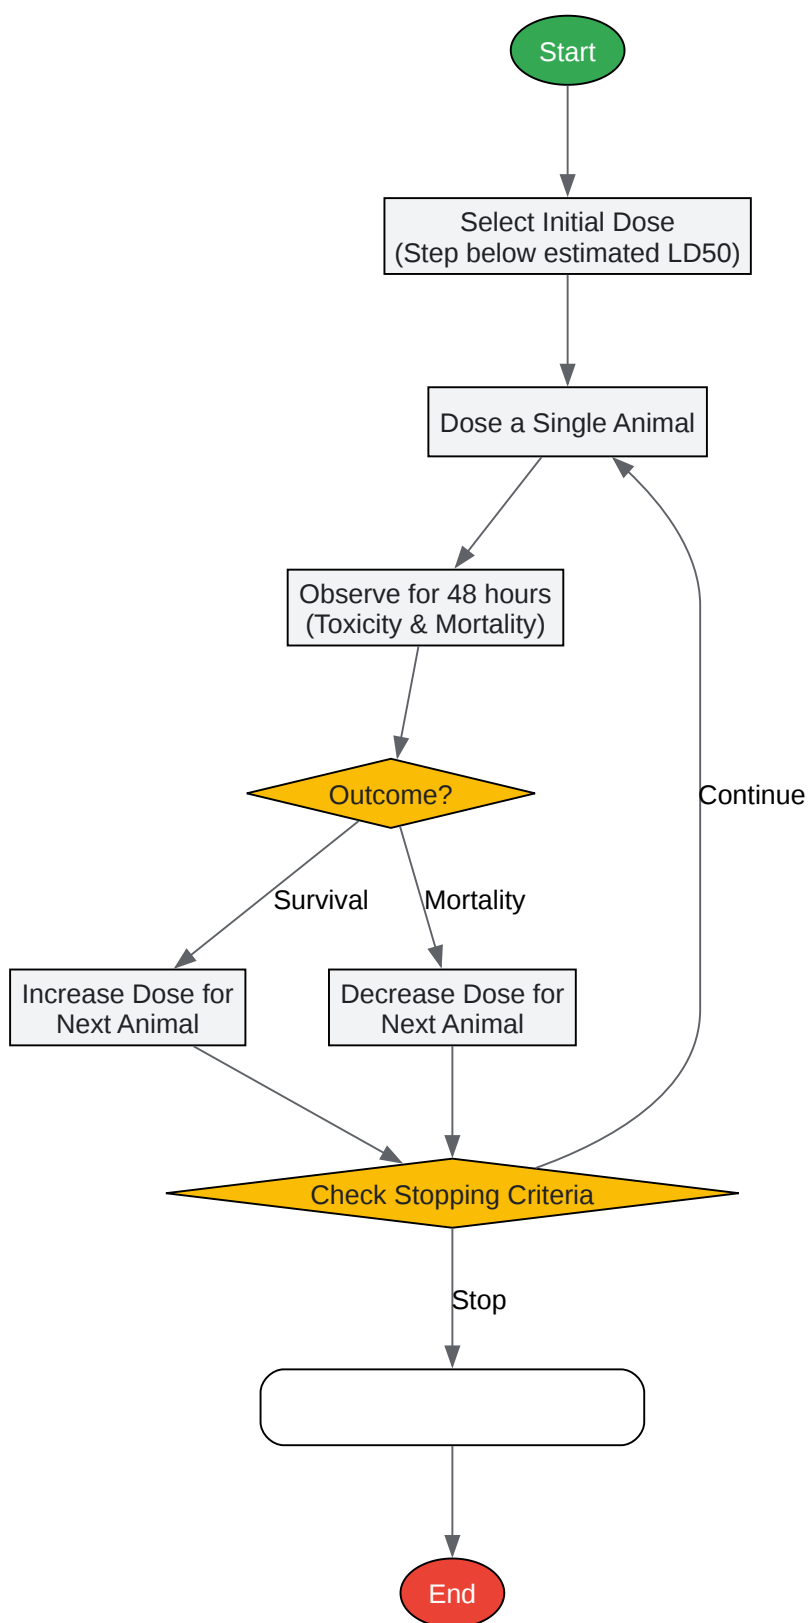 Start
Select Initial Dose
(Step below estimated LD50)
Dose a Single Animal
Observe for 48 hours
(Toxicity & Mortality)
Outcome?
Continue
Survival
Mortality
Increase Dose for
Next Animal
Decrease Dose for
Next Animal
Check Stopping Criteria
Stop
End